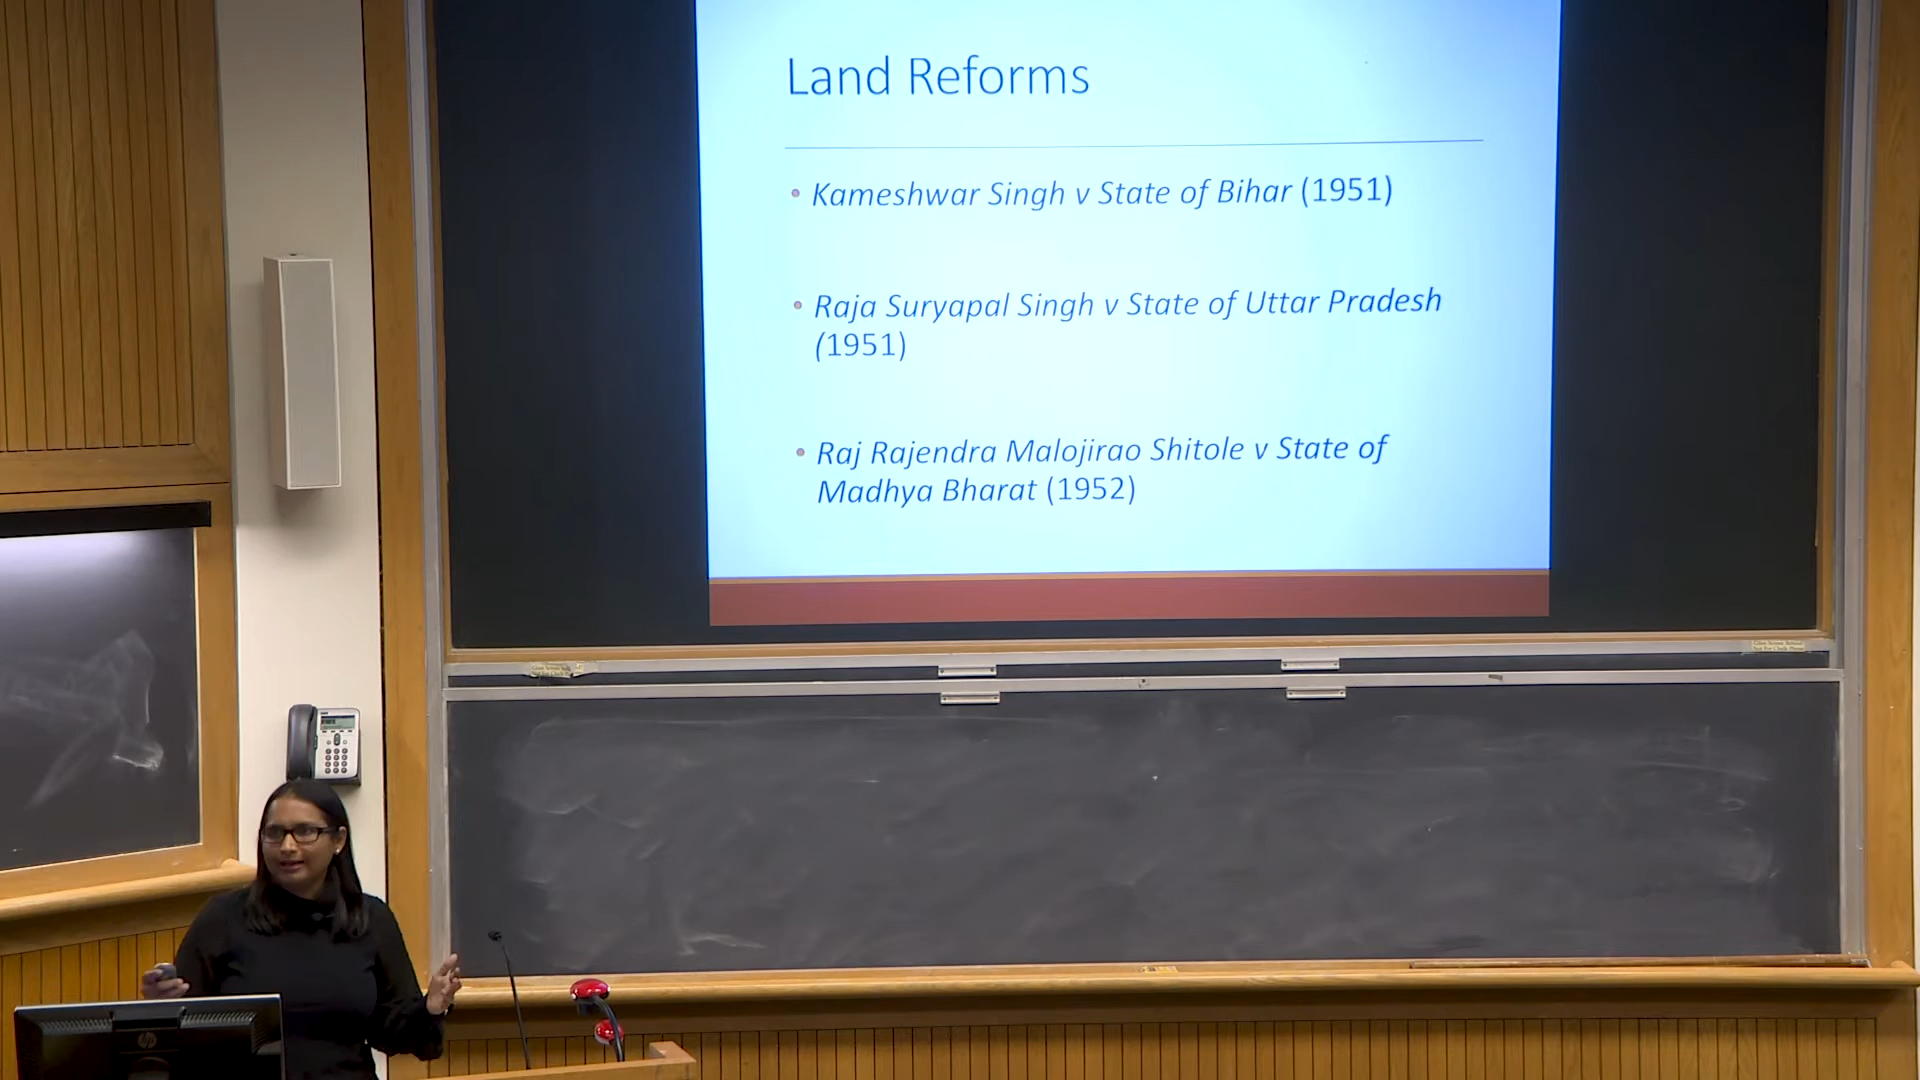 Land Reforms
• Kameshwar Singh v State of Bihar (1951)
• Raja Suryapal Singh v State of Uttar Pradesh
(1951)
• Raj Rajendra Malojirao Shitole v State of
Madhya Bharat (1952)
hp